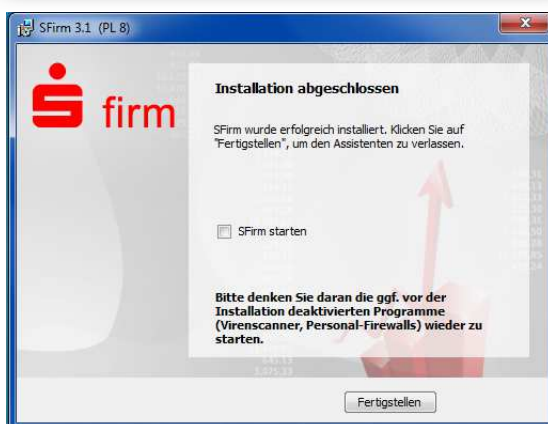 SFirm 3.1 (PL 8)
firm
Installation abgeschlossen
SFirm wurde erfolgreich installiert. Klicken Sie auf
"Fertigstellen", um den Assistenten zu verlassen.
SFirm starten
Bitte denken Sie daran die ggf. vor der
Installation deaktivierten Programme
(Virenscanner, Personal-Firewalls) wieder zu
starten.
Fertigstellen